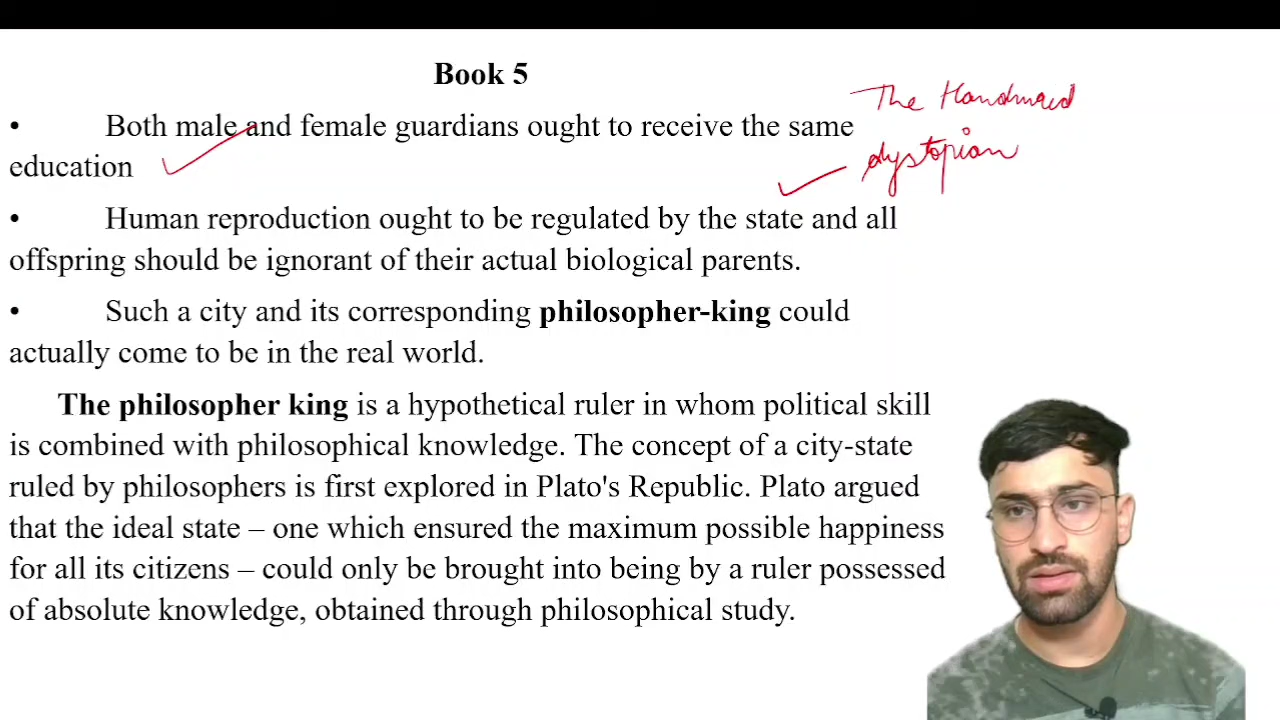 Book 5
• Both male and female guardians ought to receive the same
education
The Handmaid
dystopian
• Human reproduction ought to be regulated by the state and all
offspring should be ignorant of their actual biological parents.
• Such a city and its corresponding philosopher-king could
actually come to be in the real world.
The philosopher king is a hypothetical ruler in whom political skill
is combined with philosophical knowledge. The concept of a city-state
ruled by philosophers is first explored in Plato's Republic. Plato argued
that the ideal state – one which ensured the maximum possible happiness
for all its citizens – could only be brought into being by a ruler possessed
of absolute knowledge, obtained through philosophical study.